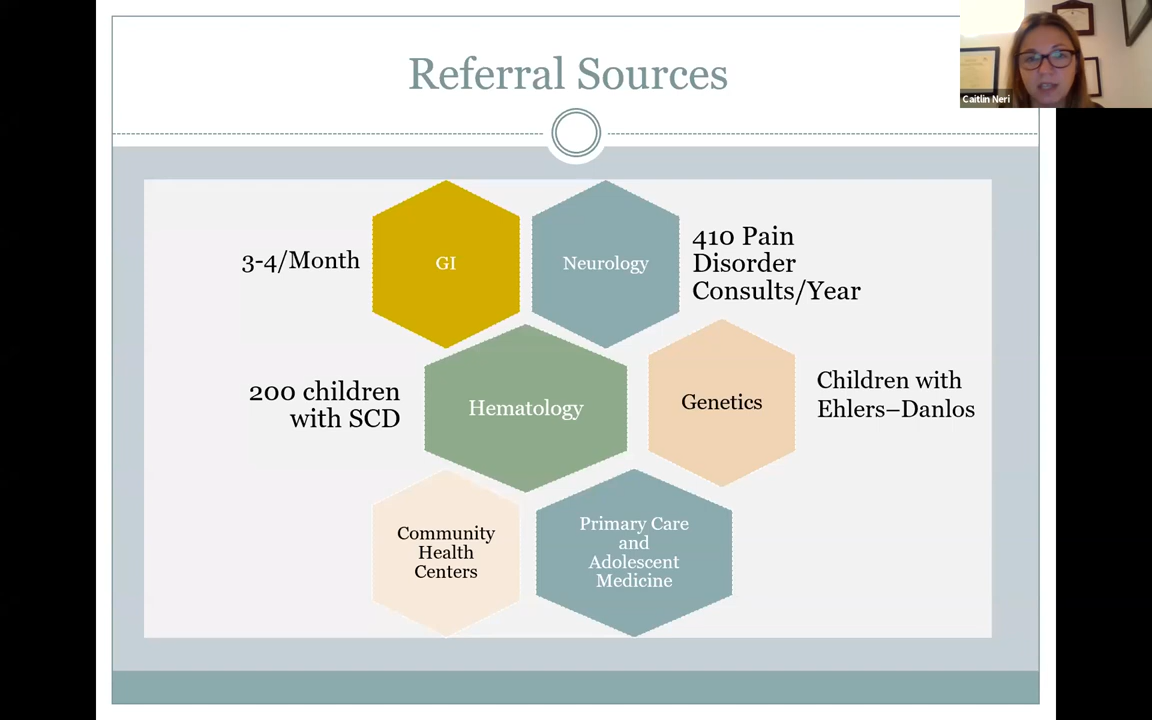 Referral Sources
Caitlin Neri
3-4/Month
GI
Neurology
410 Pain
Disorder
Consults/Year
200 children
with SCD
Hematology
Genetics
Children with
Ehlers–Danlos
Community
Health
Centers
Primary Care
and
Adolescent
Medicine